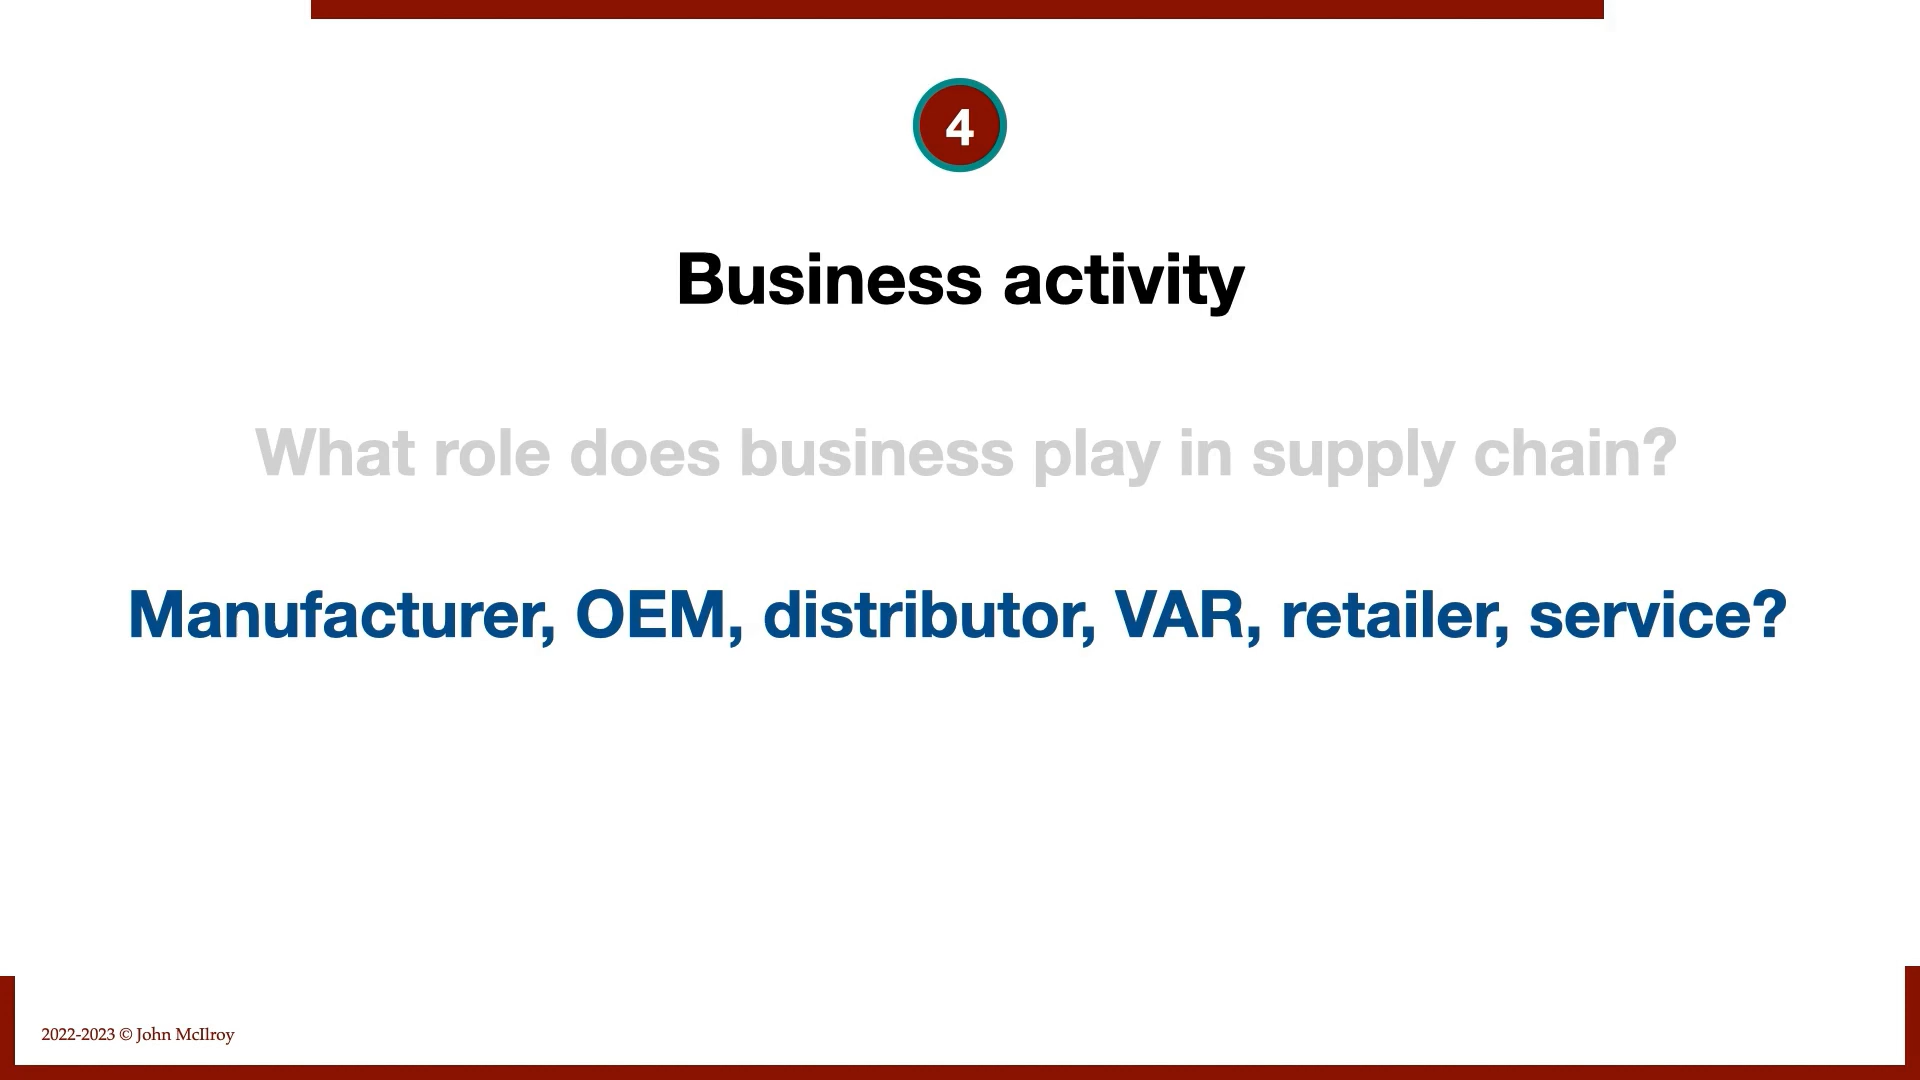 4
Business activity
What role does business play in supply chain?
Manufacturer, OEM, distributor, VAR, retailer, service?
2022-2023 © John McIlroy